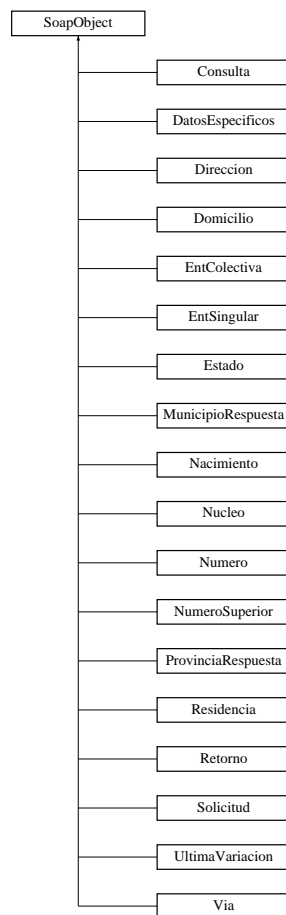 SoapObject
Consulta
DatosEspecificos
Direccion
Domicilio
EntColectiva
EntSingular
Estado
MunicipioRespuesta
Nacimiento
Nucleo
Numero
NumeroSuperior
ProvinciaRespuesta
Residencia
Retorno
Solicitud
UltimaVariacion
Via